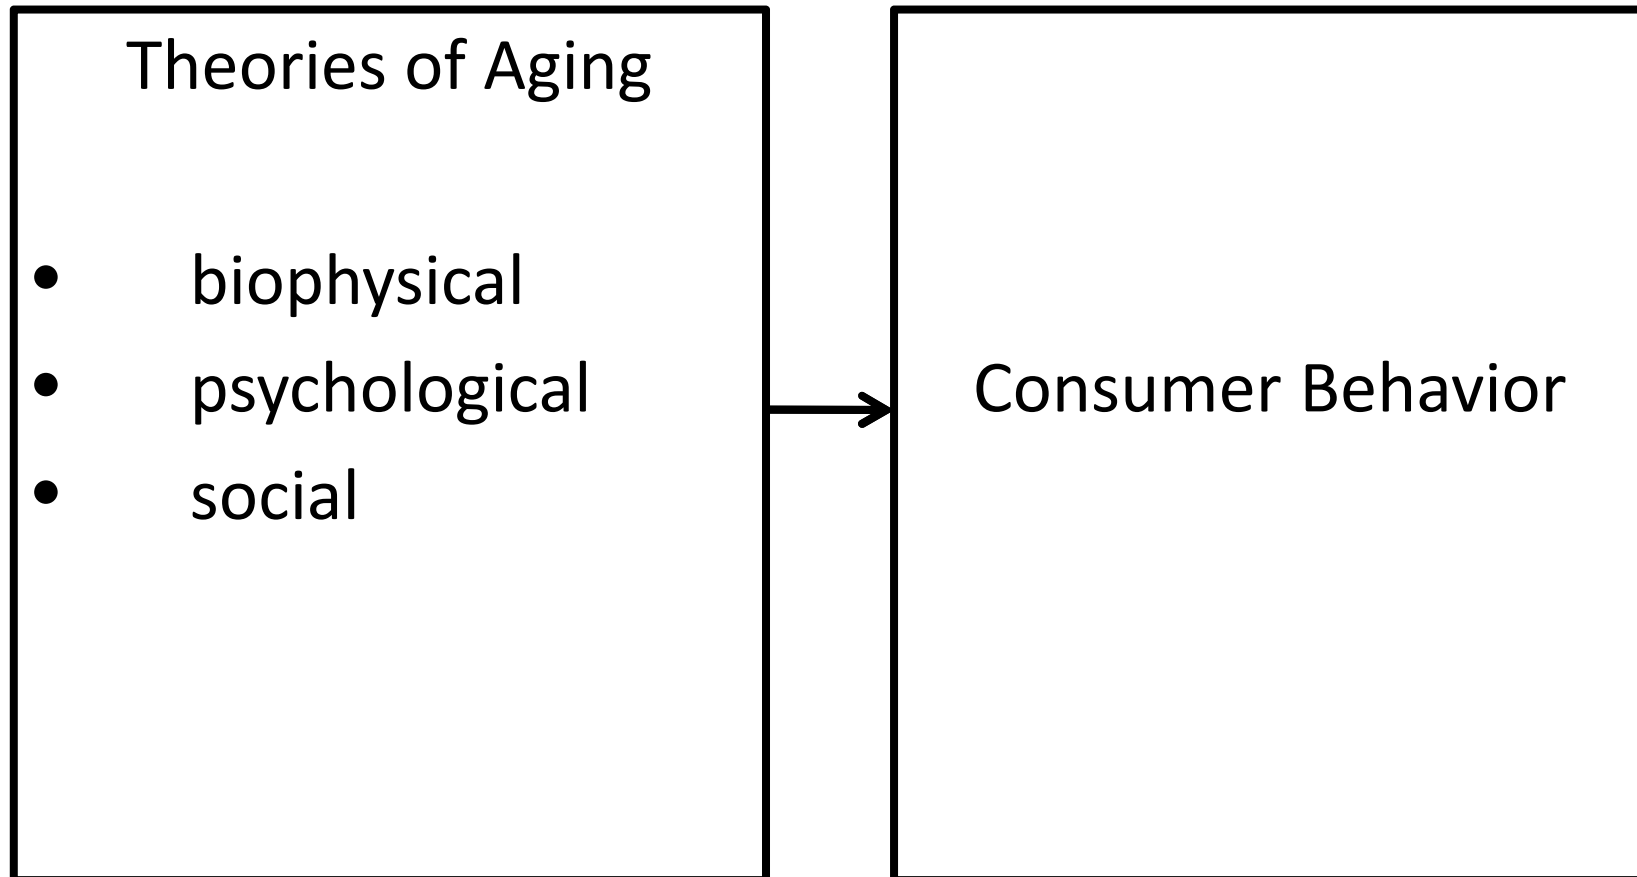 Theories of Aging
• biophysical
• psychological
• social
Consumer Behavior